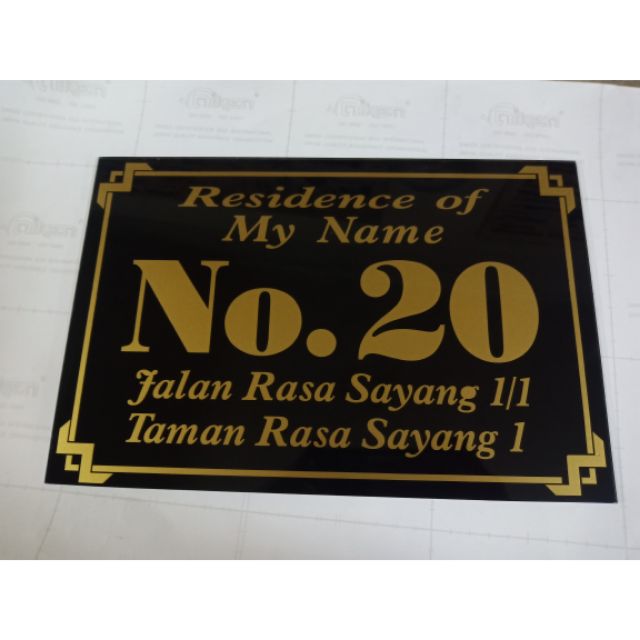 Residence of
My Name
No. 20
Jalan Rasa Sayang 1/1
Taman Rasa Sayang 1